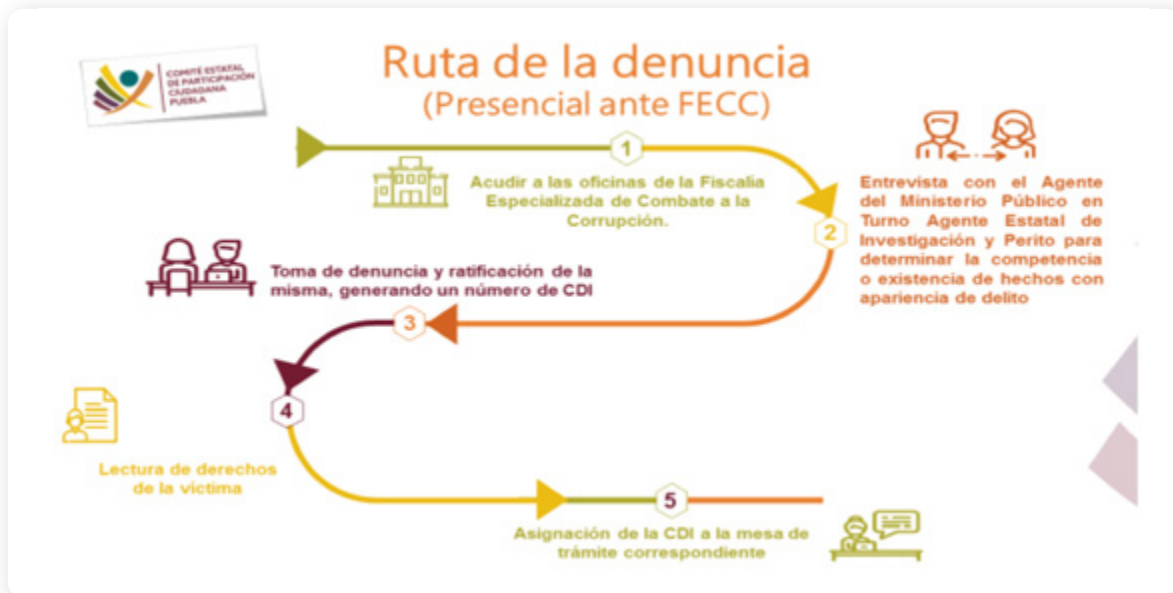 COMITÉ ESTATAL
DE PARTICIPACIÓN
CIUDADANA
PUEBLA
Ruta de la denuncia
(Presencial ante FECC)
1
Acudir a las oficinas de la Fiscalía
Especializada de Combate a la
Corrupción.
2
Entrevista con el Agente
del Ministerio Público en
Turno Agente Estatal de
Investigación y Perito para
determinar la competencia
o existencia de hechos con
apariencia de delito
Toma de denuncia y ratificación de la
misma, generando un número de CDI
3
4
Lectura de derechos
de la víctima
5
Asignación de la CDI a la mesa de
trámite correspondiente